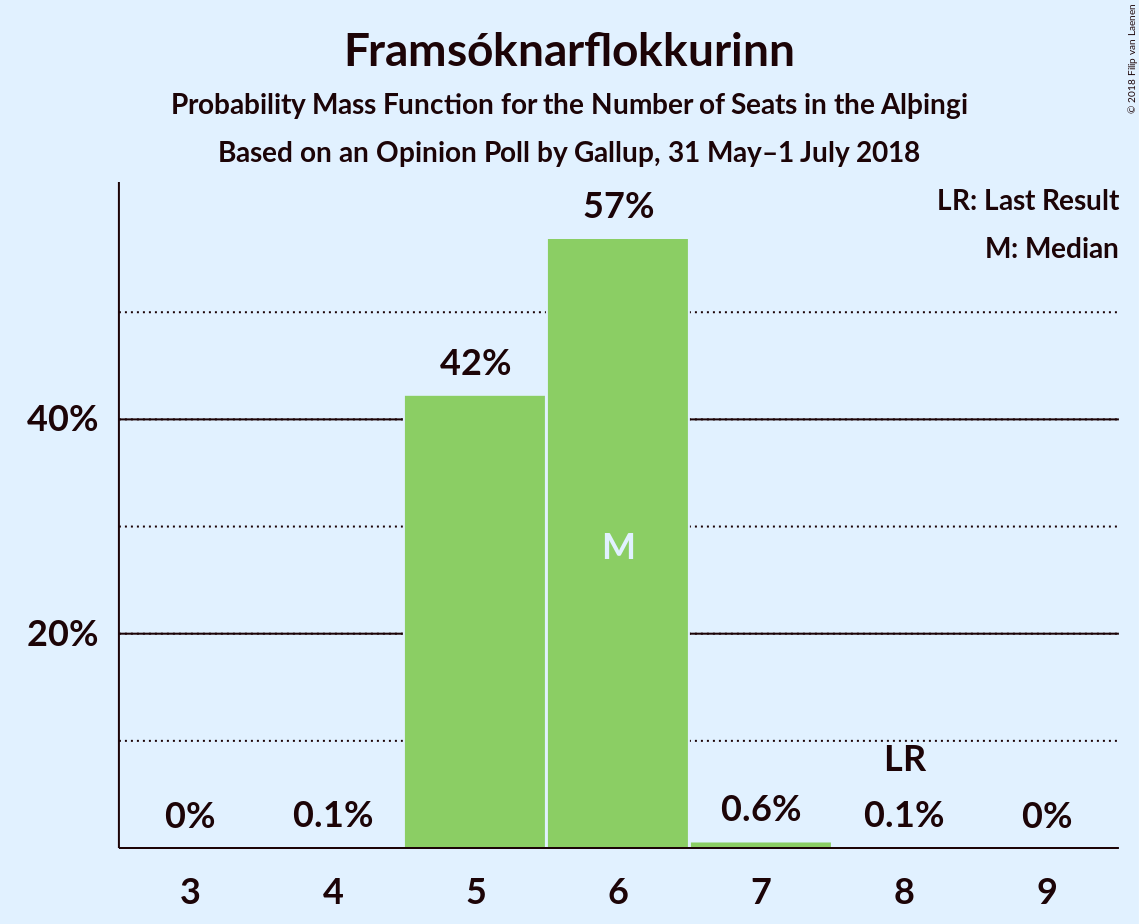 Framsóknarflokkurinn
Probability Mass Function for the Number of Seats in the Alþingi
Based on an Opinion Poll by Gallup, 31 May–1 July 2018
© 2018 Filip van Laenen
LR: Last Result
M: Median
57%
42%
40%
M
20%
LR
0% 0.1% 0.6% 0.1% 0%
3 4 5 6 7 8 9